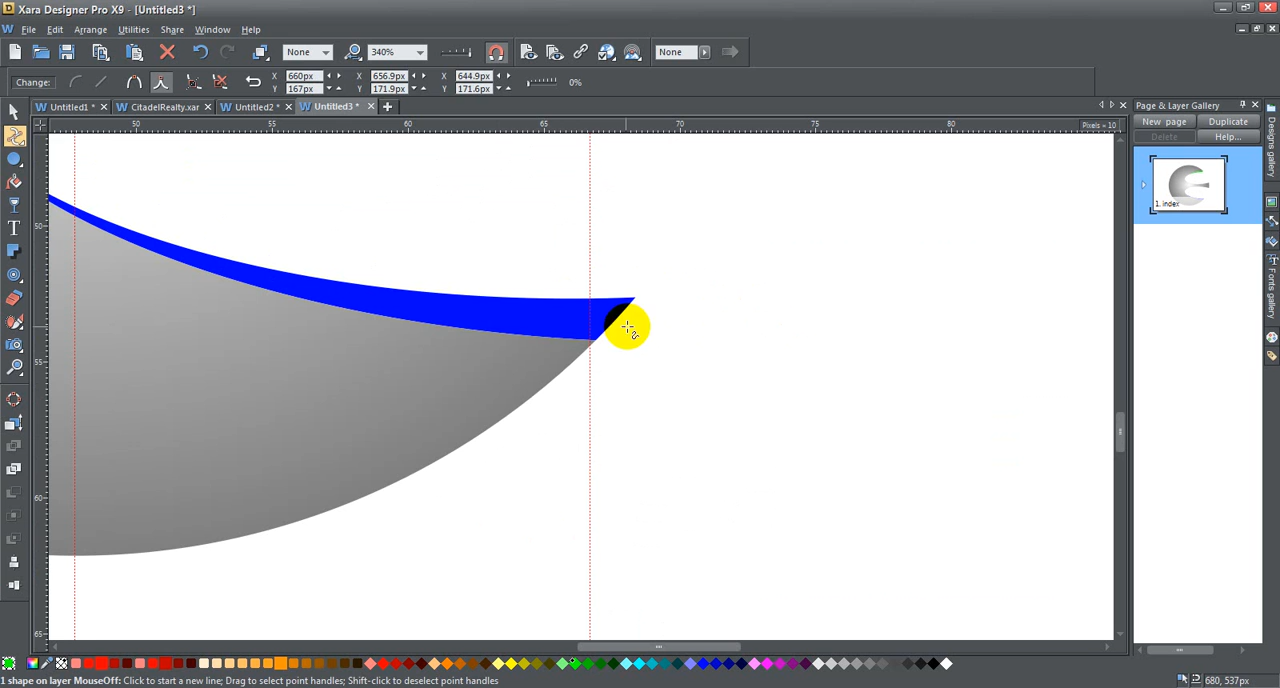 Xara Designer Pro X9 - [Untitled3 *]
File Edit Arrange Utilities Share Window Help
None 340% None
Change: X 660px X 656.9px X 644.9px 0%
Y 167px Y 171.9px Y 171.6px
Untitled1 * CitadelRealty.xar Untitled2 * Untitled3 *
Page & Layer Gallery
50 55 60 65 70 75 80 Pixels = 10
New page Duplicate
Delete Help...
1. index
Designs gallery
Fonts gallery
50
55
60
65
1 shape on layer MouseOff: Click to start a new line; Drag to select point handles; Shift-click to deselect point handles
680, 537px